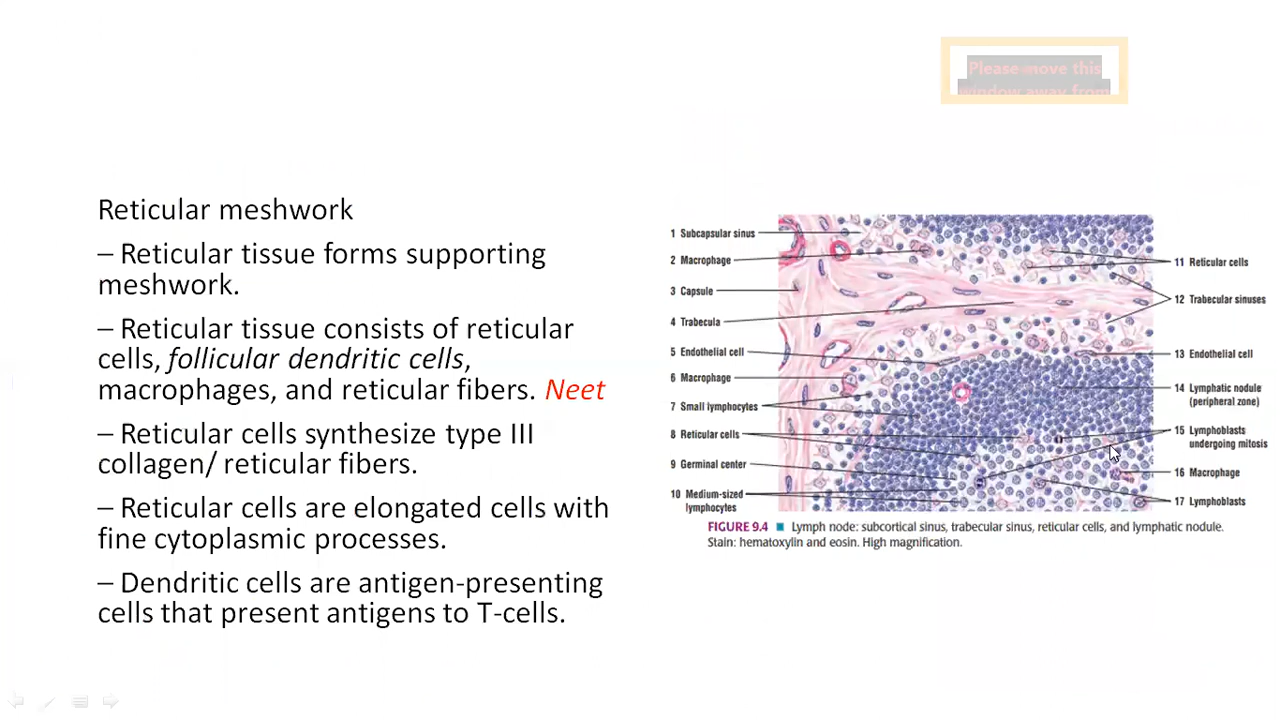 Please move this
window away from
Reticular meshwork
– Reticular tissue forms supporting
meshwork.
– Reticular tissue consists of reticular
cells, follicular dendritic cells,
macrophages, and reticular fibers. Neet
– Reticular cells synthesize type III
collagen/ reticular fibers.
– Reticular cells are elongated cells with
fine cytoplasmic processes.
– Dendritic cells are antigen-presenting
cells that present antigens to T-cells.
1 Subcapsular sinus
2 Macrophage
3 Capsule
4 Trabecula
5 Endothelial cell
6 Macrophage
7 Small lymphocytes
8 Reticular cells
9 Germinal center
10 Medium-sized
lymphocytes
11 Reticular cells
12 Trabecular sinuses
13 Endothelial cell
14 Lymphatic nodule
(peripheral zone)
15 Lymphoblasts
undergoing mitosis
16 Macrophage
17 Lymphoblasts
FIGURE 9.4 ■ Lymph node: subcortical sinus, trabecular sinus, reticular cells, and lymphatic nodule.
Stain: hematoxylin and eosin. High magnification.